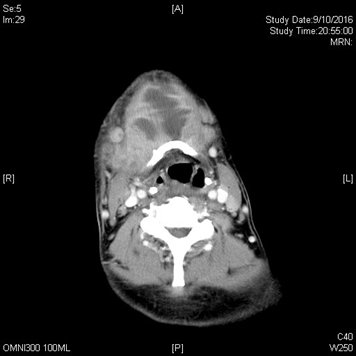 Se:5
Im:29
[A]
Study Date:9/10/2016
Study Time:20:55:00
MRN:
[R]
[L]
OMNI300 100ML
[P]
C40
W250